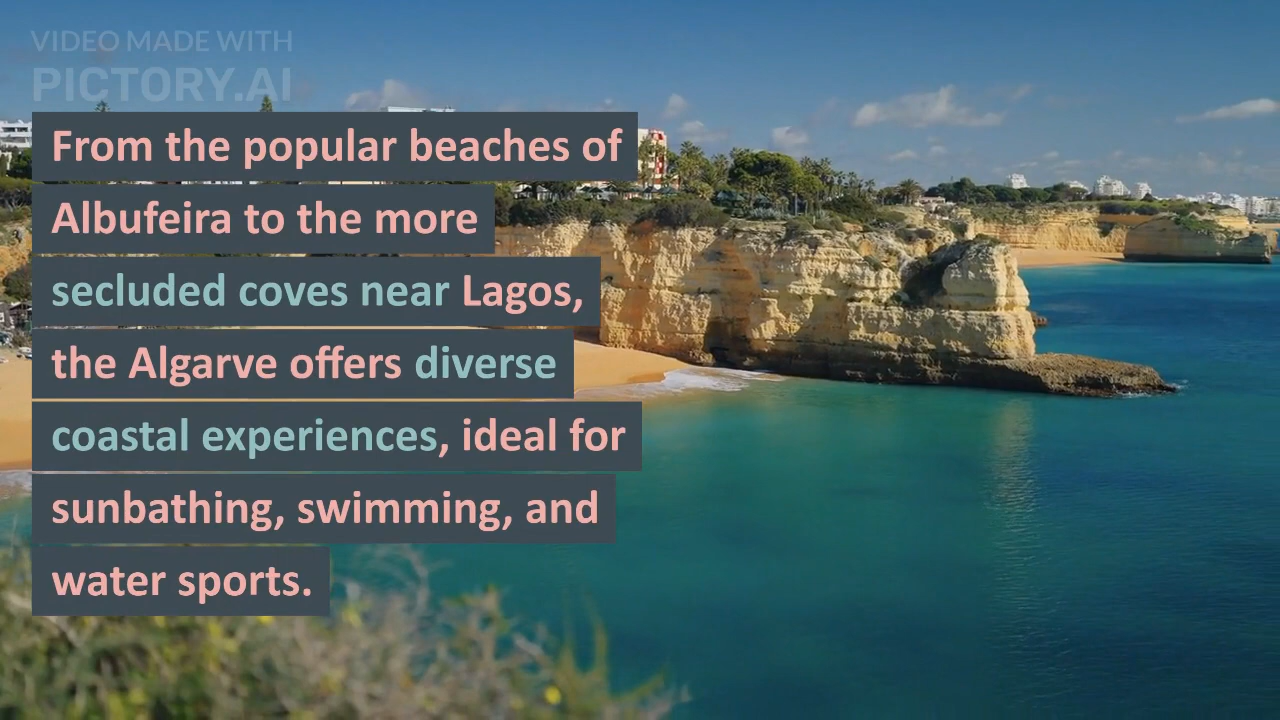 VIDEO MADE WITH
PICTORY.AI
From the popular beaches of
Albufeira to the more
secluded coves near Lagos,
the Algarve offers diverse
coastal experiences, ideal for
sunbathing, swimming, and
water sports.